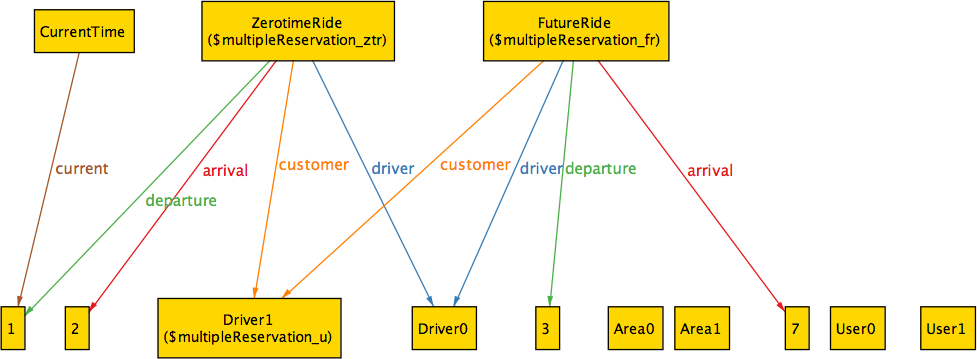 CurrentTime
ZerotimeRide
($multipleReservation_ztr)
FutureRide
($multipleReservation_fr)
current
departure
arrival
customer
driver
customer
driver
departure
arrival
1
2
Driver1
($multipleReservation_u)
Driver0
3
Area0
Area1
7
User0
User1